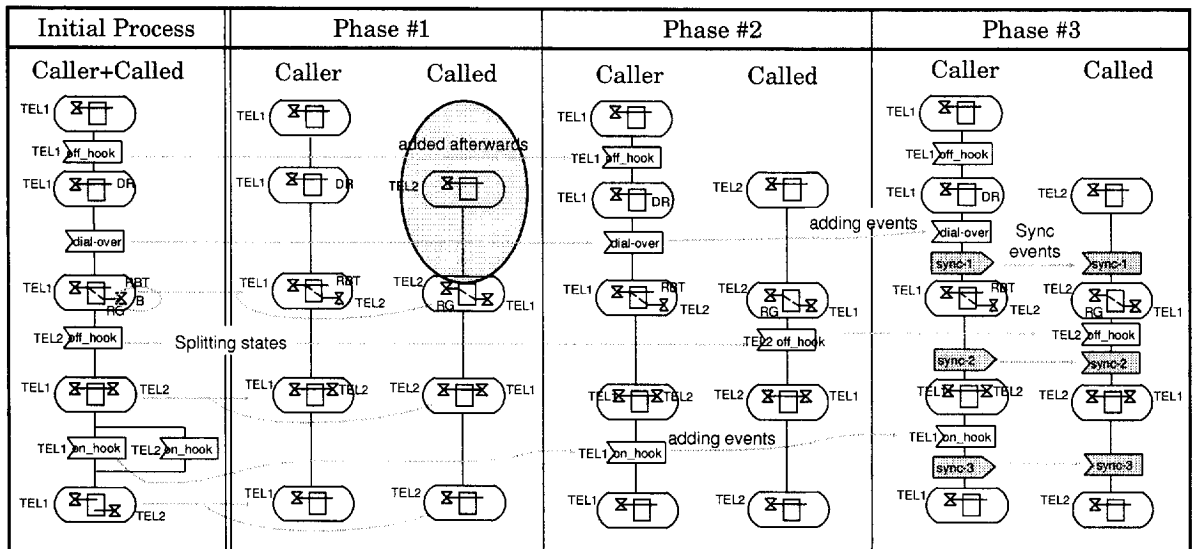 Initial Process
Phase #1
Phase #2
Phase #3
Caller+Called
Caller
Called
Caller
Called
Caller
Called
TEL1
TEL1 off_hook
TEL1 DR
dial-over
RBT
B
RG
TEL2 off_hook
TEL1 TEL2
TEL1 on_hook TEL2 on_hook
TEL1 TEL2
TEL1
added afterwards
TEL1 DR
TEL2
TEL1 RBT TEL2
TEL2 RG TEL1
Splitting states
TEL1 TEL2
TEL2 TEL1
TEL1
TEL2
TEL1
TEL1 off_hook
TEL1 DR
TEL2
dial-over
adding events
TEL1 RBT TEL2
TEL2 RG TEL1
TEL2 off_hook
TEL1 TEL2
TEL2 TEL1
TEL1 on_hook
adding events
TEL1
TEL2
TEL1
TEL1 off_hook
TEL1 DR
TEL2
dial-over
Sync
events
sync-1
sync-1
TEL1 RBT TEL2
TEL2 RG TEL1
TEL2 off_hook
sync-2
sync-2
TEL1 TEL2
TEL2 TEL1
TEL1 on_hook
sync-3
sync-3
TEL1
TEL2